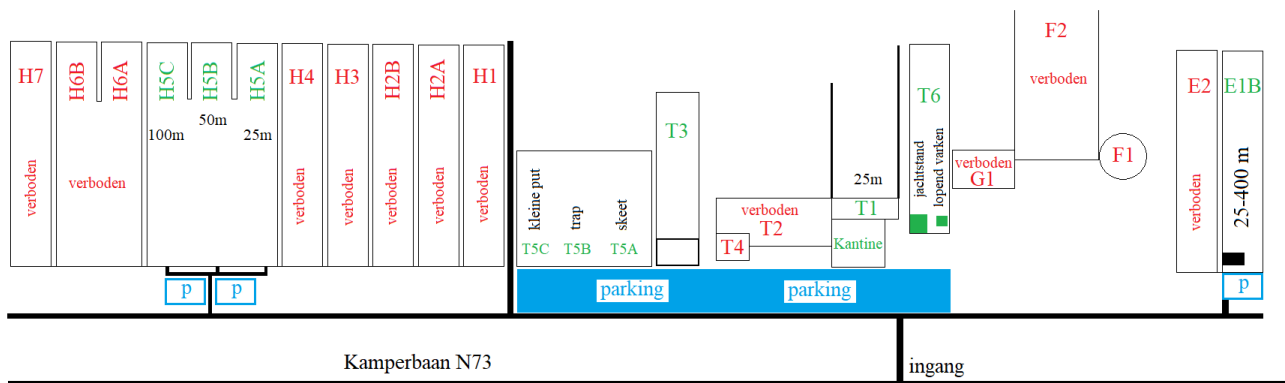 H7
verboden
H6B
H6A
verboden
H5C
100m
H5B
50m
H5A
25m
H4
verboden
H3
verboden
H2B
verboden
H2A
verboden
H1
verboden
p
p
kleine put
T5C
trap
T5B
skeet
T5A
T3
verboden
T2
T4
25m
T1
Kantine
T6
jachtstand
lopend varken
verboden
G1
F2
verboden
F1
E2
verboden
E1B
25-400 m
p
parking
parking
Kamperbaan N73
ingang